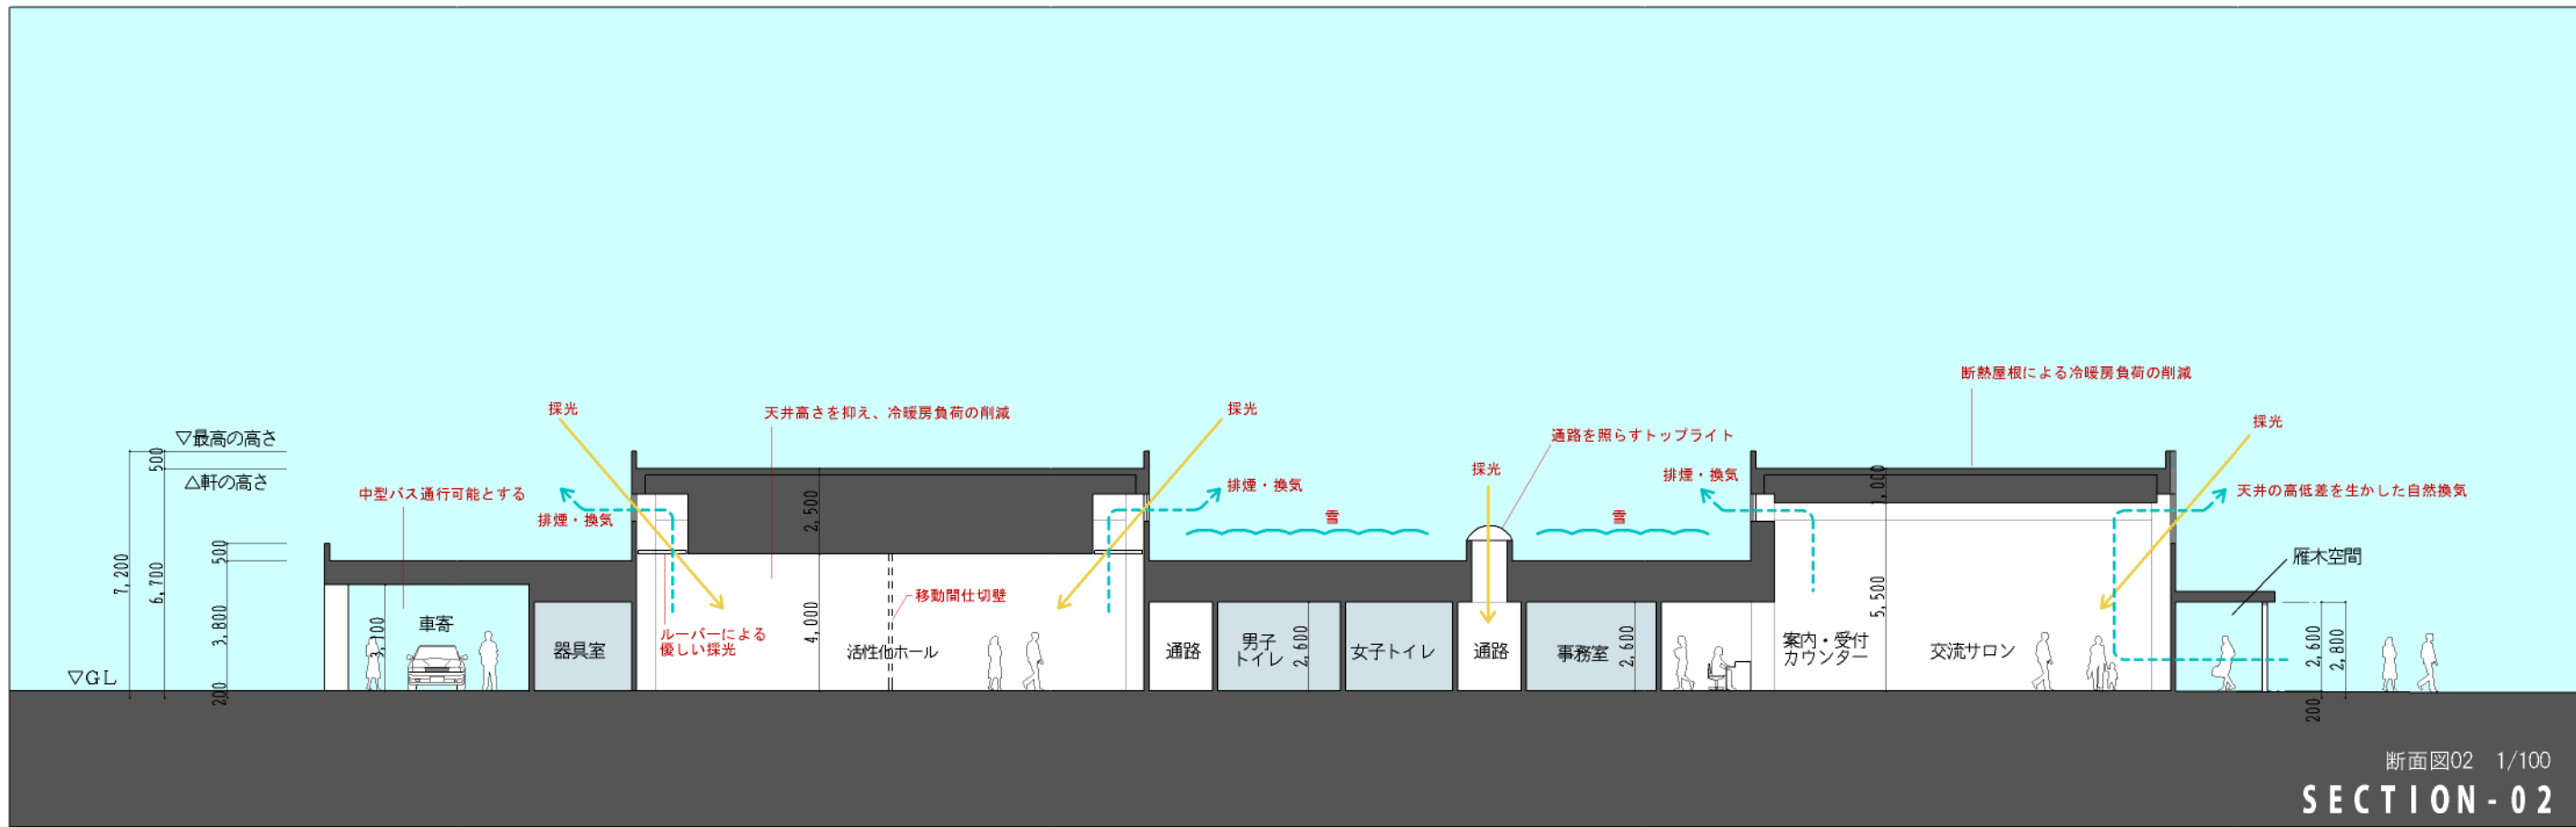 断熱屋根による冷暖房負荷の削減
採光
天井高さを抑え、冷暖房負荷の削減
採光
採光
▽最高の高さ
500
通路を照らすトップライト
△軒の高さ
採光
排煙・換気
中型バス通行可能とする
排煙・換気
排煙・換気
天井の高低差を生かした自然換気
1,000
2,500
雪
雪
500
7,200
6,700
3,800
200
雁木空間
移動間仕切壁
5,500
4,000
車寄
3,100
ルーバーによる
優しい採光
器具室
活性化ホール
通路
男子
トイレ
2,600
女子トイレ
通路
事務室
2,600
案内・受付
カウンター
交流サロン
2,600
2,800
200
▽GL
断面図02 1/100
SECTION-02